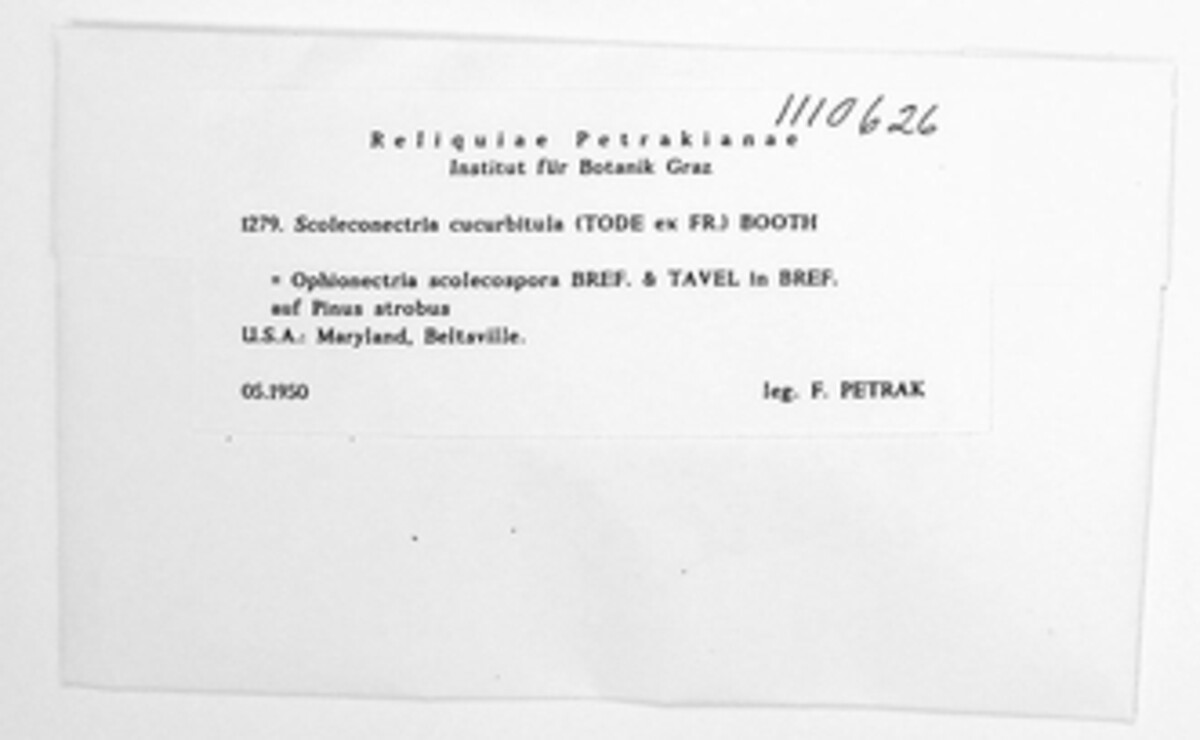 1110626
Reliquiae Petrakianae
Institut für Botanik Graz
1279. Scoleconectria cucurbitula (TODE ex FR.) BOOTH
= Ophionectria scolecospora BREF. & TAVEL in BREF.
auf Pinus strobus
U.S.A.: Maryland, Beltsville.
05.1950 leg. F. PETRAK